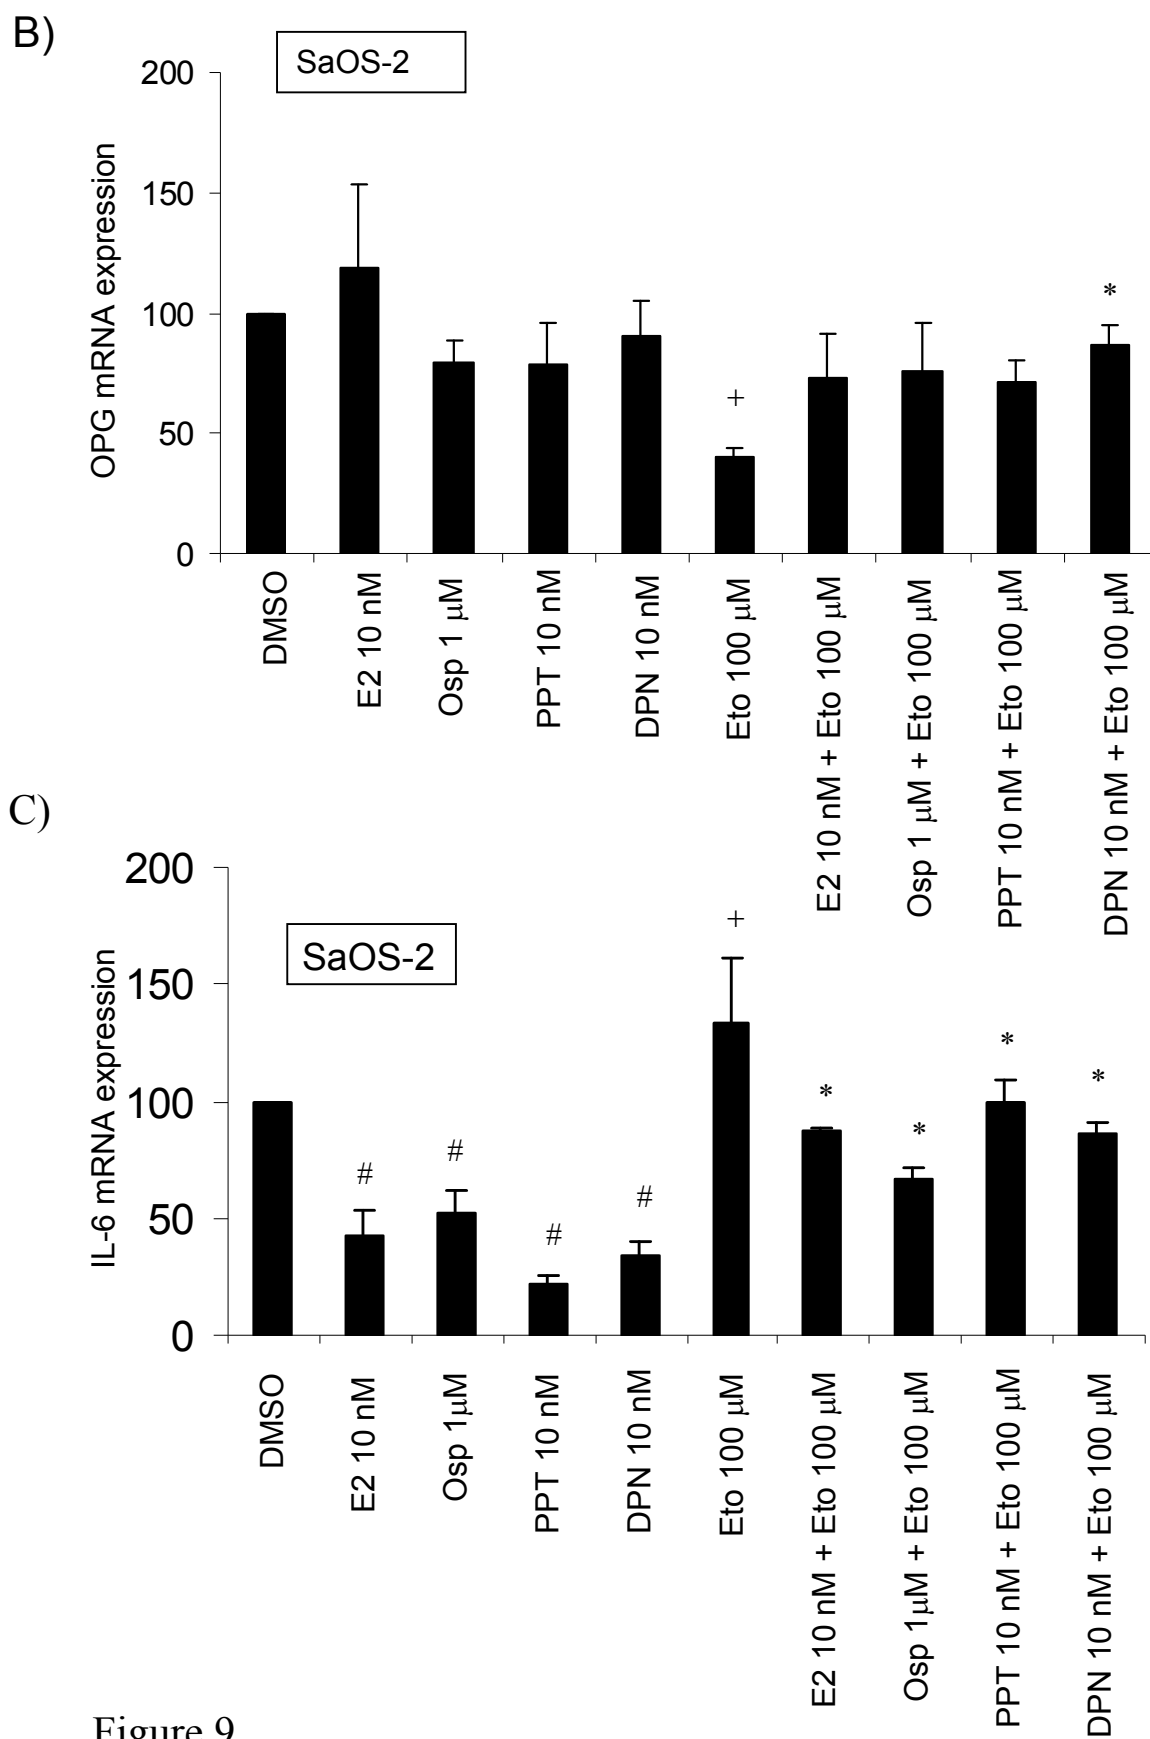 B)
SaOS-2
OPG mRNA expression
200
150
100
50
0
+
*
DMSO
E2 10 nM
Osp 1 μM
PPT 10 nM
DPN 10 nM
Eto 100 μM
E2 10 nM + Eto 100 μM
Osp 1 μM + Eto 100 μM
PPT 10 nM + Eto 100 μM
DPN 10 nM + Eto 100 μM
C)
SaOS-2
IL-6 mRNA expression
200
150
100
50
0
#
#
#
#
+
*
*
*
*
DMSO
E2 10 nM
Osp 1μM
PPT 10 nM
DPN 10 nM
Eto 100 μM
E2 10 nM + Eto 100 μM
Osp 1μM + Eto 100 μM
PPT 10 nM + Eto 100 μM
DPN 10 nM + Eto 100 μM
Figure 9